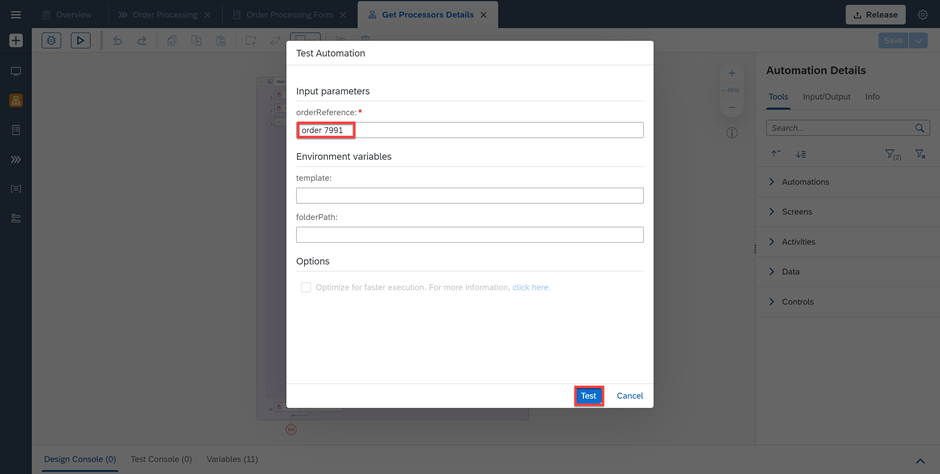 Overview
Order Processing
Order Processing Form
Get Processors Details
Release
Save
Test Automation
Input parameters
orderReference: *
order 7991
Environment variables
template:
folderPath:
Options
Optimize for faster execution. For more information, click here.
Test
Cancel
Automation Details
Tools
Input/Output
Info
Search...
(2)
Automations
Screens
Activities
Data
Controls
Design Console (0)
Test Console (0)
Variables (11)